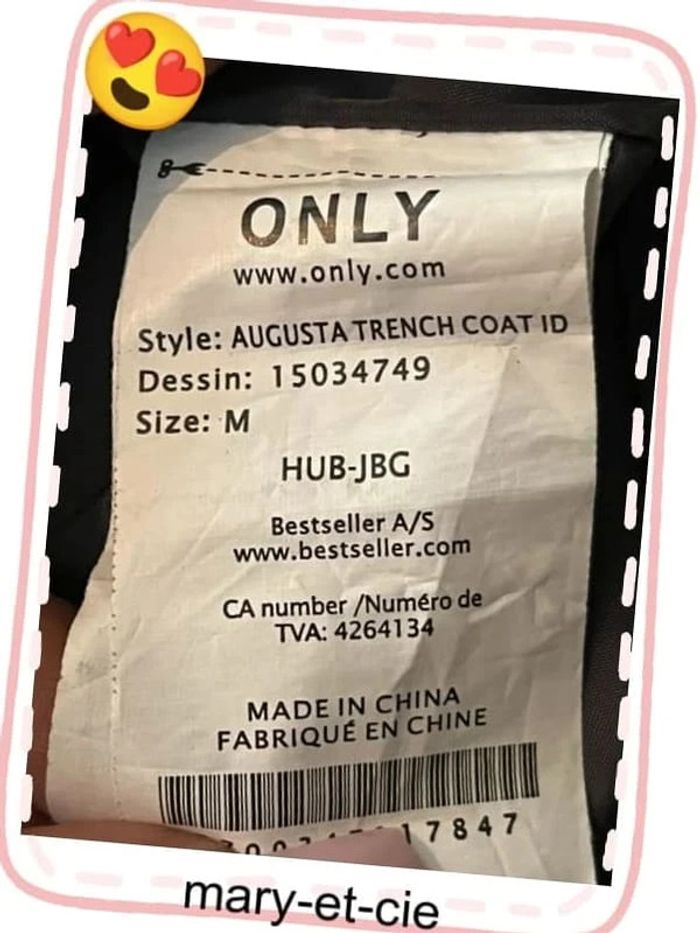 ONLY
www.only.com
Style: AUGUSTA TRENCH COAT ID
Dessin: 15034749
Size: M
HUB-JBG
Bestseller A/S
www.bestseller.com
CA number /Numéro de
TVA: 4264134
MADE IN CHINA
FABRIQUÉ EN CHINE
17847
mary-et-cie